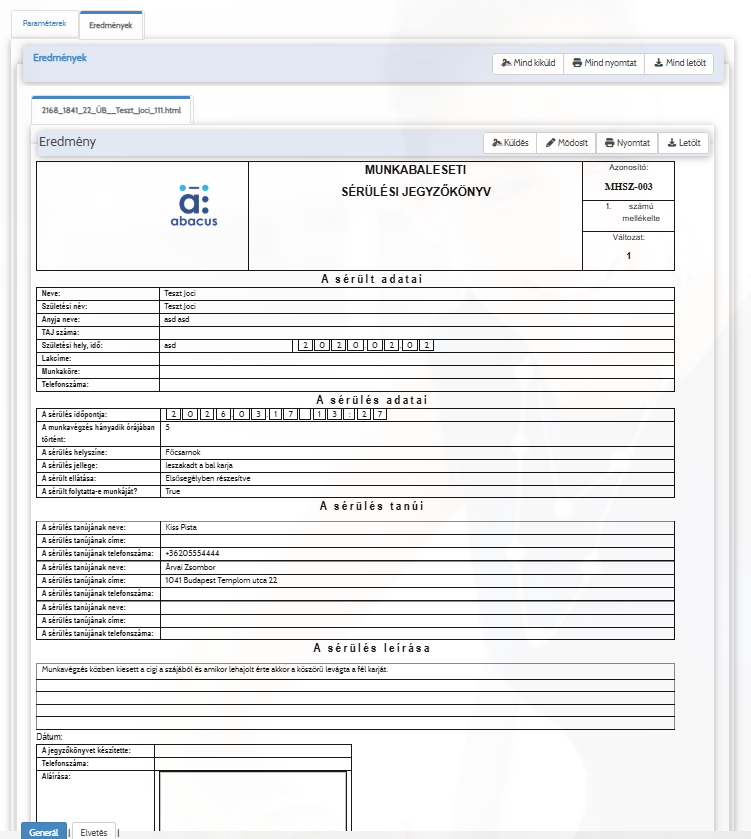 Paraméterek
Eredmények
Eredmények
Mind kiküld
Mind nyomtat
Mind letölt
2168_1841_22_ÜB__Teszt_Joci_111.html
Eredmény
Küldés
Módosít
Nyomtat
Letölt
a:
abacus
MUNKABALESETI
SÉRÜLÉSI JEGYZŐKÖNYV
Azonosító:
MHSZ-003
1. számú
mellékelte
Változat:
1
A sérült adatai
Neve: Teszt Joci
Születési név: Teszt Joci
Anyja neve: asd asd
TAJ száma:
Születési hely, idő: asd 2 0 2 0 . 0 2 . 0 2
Lakcíme:
Munkaköre:
Telefonszáma:
A sérülés adatai
A sérülés időpontja: 2 0 2 6 . 0 3 . 1 7 1 3 : 2 7
A munkavégzés hányadik órájában 5
történt:
A sérülés helyszíne: Főcsarnok
A sérülés jellege: leszakadt a bal karja
A sérült ellátása: Elsősegélyben részesítve
A sérült folytatta-e munkáját? True
A sérülés tanúi
A sérülés tanújának neve: Kiss Pista
A sérülés tanújának címe:
A sérülés tanújának telefonszáma: +36205554444
A sérülés tanújának neve: Árvai Zsombor
A sérülés tanújának címe: 1041 Budapest Templom utca 22
A sérülés tanújának telefonszáma:
A sérülés tanújának neve:
A sérülés tanújának címe:
A sérülés tanújának telefonszáma:
A sérülés leírása
Munkavégzés közben kiesett a cigi a szájából és amikor lehajolt érte akkor a köszörű levágta a fél karját.
Dátum:
A jegyzőkönyvet készítette:
Telefonszáma:
Aláírása:
Generál | Elvetés |